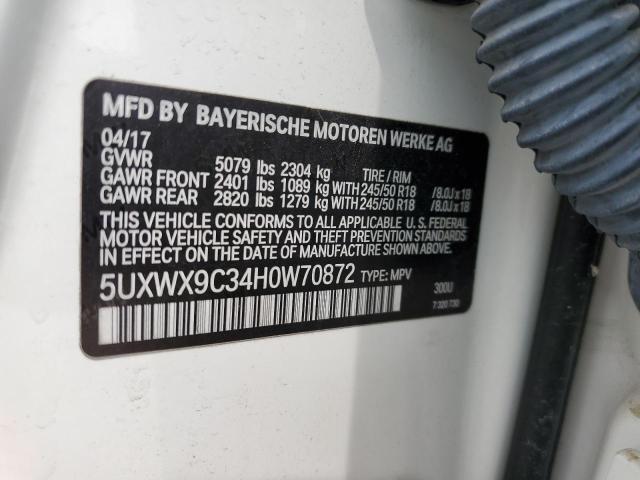 MFD BY BAYERISCHE MOTOREN WERKE AG
04/17
GVWR 5079 lbs 2304 kg TIRE / RIM
GAWR FRONT 2401 lbs 1089 kg WITH 245/50 R18 /8.0J x 18
GAWR REAR 2820 lbs 1279 kg WITH 245/50 R18 /8.0J x 18
THIS VEHICLE CONFORMS TO ALL APPLICABLE U. S. FEDERAL
MOTOR VEHICLE SAFETY AND THEFT PREVENTION STANDARDS
IN EFFECT ON THE DATE OF MANUFACTURE SHOWN ABOVE.
5UXWX9C34H0W70872 TYPE: MPV 300U
7 320 730